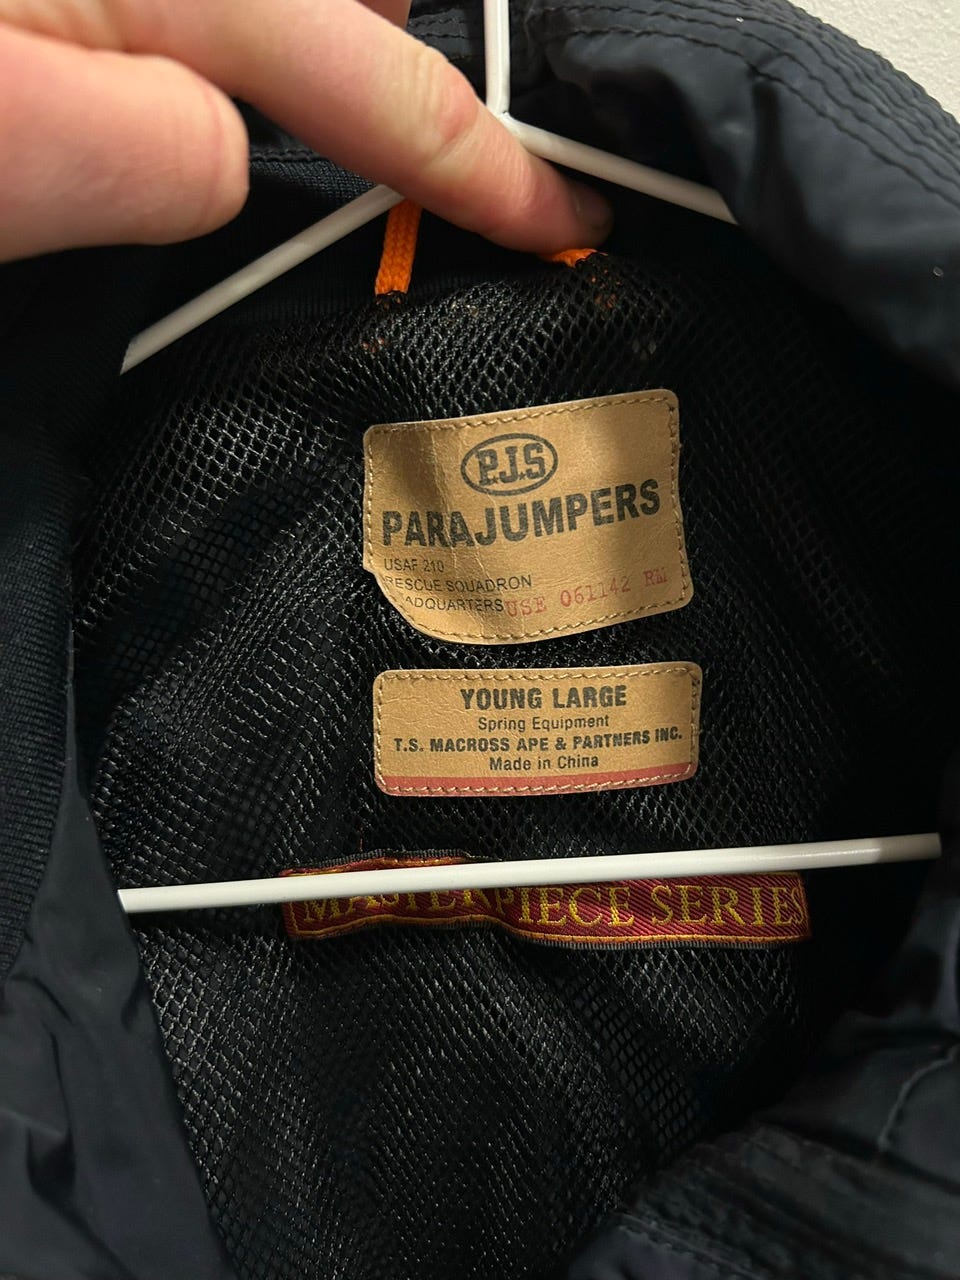 P.J.S
PARAJUMPERS
USAF 210
RESCUE SQUADRON
ADQUARTERS USE 061142 RM
YOUNG LARGE
Spring Equipment
T.S. MACROSS APE & PARTNERS INC.
Made in China
MASTERPIECE SERIES